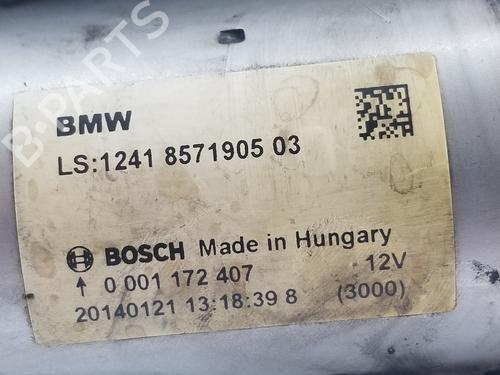 BMW
LS:1241 8571905 03
BOSCH Made in Hungary
0 001 172 407 12V
20140121 13:18:39 8 (3000)
B-PARTS